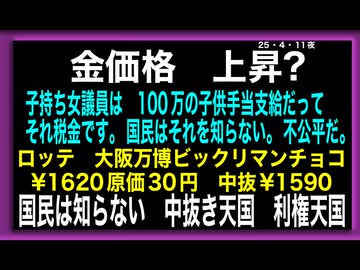 25・4・11夜
金価格　上昇?
子持ち女議員は　100万の子供手当支給だって
それ税金です。国民はそれを知らない。不公平だ。
ロッテ　大阪万博ビックリマンチョコ
¥1620原価30円　中抜¥1590
国民は知らない　中抜き天国　利権天国